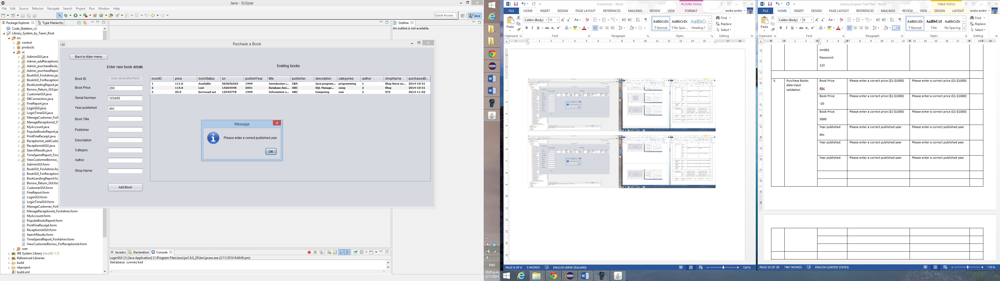 Java - Eclipse
File Edit Source Refactor Navigate Search Project Run Window Help
Quick Access
Java
Package Explorer
Type Hierarchy
Code_Skeleton_v2
Library_System_by_Team_Root
src
control
products
ui
AdiminGUI.java
Admin_addReceptionis
Admin_purchaseBook.
Admin_purchaseRepor
BookGUI_ForAdmin.jav
BookGUI_ForReception
BookLendingReport.jav
Borrow_Return_GUI.jav
CustomerGUI.java
DBConnection.java
FineReport.java
LoginGUI.java
LoginTimeGUI.java
ManageCustomer_ForF
ManageRecepitonist_F
MyAccount.java
PopularBooksReport.ja
PrintFineReceipt.java
Receptionist_addCusto
ReceptionistGUI.java
SearchResults.java
TimeSpendReport_ForA
ViewCustomerBorrow_
AdiminGUI.form
BookGUI_ForAdmin.for
BookGUI_ForReception
BookLendingReport.fo
Borrow_Return_GUI.for
CustomerGUI.form
FineReport.form
LoginGUI.form
LoginTimeGUI.form
ManageCustomer_ForF
ManageRecepitonist_ForAdmin.form
MyAccount.form
PopularBooksReport.form
PrintFineReceipt.form
ReceptionistGUI.form
SearchResults.form
TimeSpendReport_ForAdmin.form
ViewCustomerBorrow_ForReceptionist.form
user
JRE System Library [JavaSE-1.7]
Referenced Libraries
build
nbproject
build.xml
Purchase a Book
Back to Main menu
Enter new book details
Existing books
Book ID
Auto generated field
Book Price
200
Serial Number
123456
Year published
abc
Book Title
Publisher
Description
Category
Author
Shop Name
Add Book
bookID price bookStatus sn publishYear title publisher description categories author shopName purchasedD...
1 111.0 Available 565656565 1999 Introduction i... CBA Java program... programming 1 Shop Store on... 2014-10-31
2 115.0 Lost 15264548 2001 Database desi... ABC SQL Manage... comp 2 Shop 2014-10-31
3 25.5 borrowed out 12545778 1999 Inforamtion s... ABC Computing com 3 XYZ 2014-11-02
Message
Please enter a correct published year
OK
Outline
An outline is not available.
Javadoc
Declaration
Console
LoginGUI (1) [Java Application] C:\Program Files\Java\jre1.8.0_20\bin\javaw.exe (2/11/2014 9:44:06 pm)
Database connected
ENG
10:28 p.m.
2/11/2014
Sceenshots - Word
PICTURE TOOLS
FILE HOME INSERT DESIGN PAGE LAYOUT REFERENCES MAILINGS REVIEW VIEW FORMAT
andre andre
Calibri (Body) 11
Paste
AaBbCcDc AaBbCcDc AaBbCc
¶ Normal ¶ No Spac... Heading 1
Find
Replace
Select
Clipboard Font Paragraph Styles Editing
PAGE 6 OF 6 5 WORDS ENGLISH (NEW ZEALAND)
120 %
Library program Test Plan - Word
TABLE TOOLS
FILE HOME INSERT DESIGN PAGE LAYOUT REFERENCES MAILINGS REVIEW VIEW DESIGN LAYOUT
andre andre
Calibri (Body) 9
Paste
AaBbCcDc AaBbCcI AaBbCcDc
¶ Normal Title No Spacing
Find
Replace
Select
Clipboard Font Paragraph Styles Editing
Jim001
Password:
123
5. Purchase Books data input validation
Book Price:
Abc
Please enter a correct price ($1-$1000) Please enter a correct price ($1-$1000)
Book Price:
-20
Please enter a correct price ($1-$1000) Please enter a correct price ($1-$1000)
Book Price:
5000
Please enter a correct price ($1-$1000) Please enter a correct price ($1-$1000)
Year published:
abc
Please enter a correct published year Please enter a correct published year
Year published: Please enter a correct published year Please enter a correct published year
Year published: Please enter a correct published year Please enter a correct published year
PAGE 35 OF 39 1967 WORDS ENGLISH (UNITED STATES)
110 %